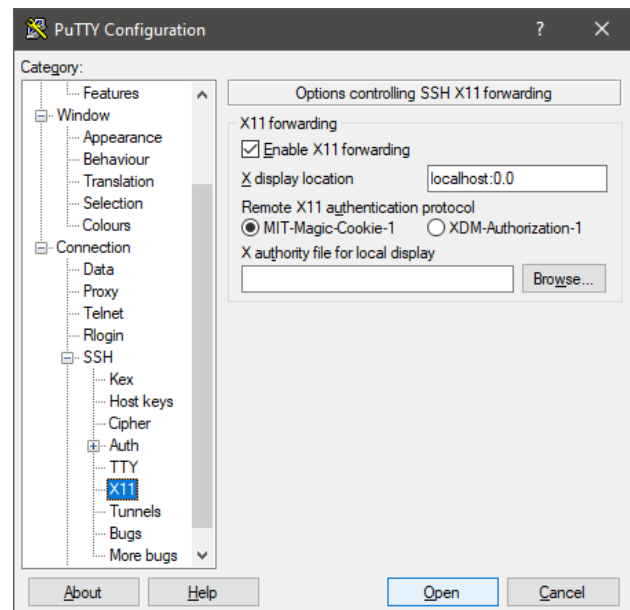 PuTTY Configuration
?
Category:
Features
Window
Appearance
Behaviour
Translation
Selection
Colours
Connection
Data
Proxy
Telnet
Rlogin
SSH
Kex
Host keys
Cipher
Auth
TTY
X11
Tunnels
Bugs
More bugs
Options controlling SSH X11 forwarding
X11 forwarding
Enable X11 forwarding
X display location localhost:0.0
Remote X11 authentication protocol
MIT-Magic-Cookie-1 XDM-Authorization-1
X authority file for local display
Browse...
About Help Open Cancel